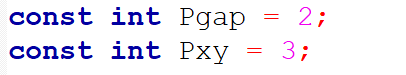 const int Pgap = 2;
const int Pxy = 3;